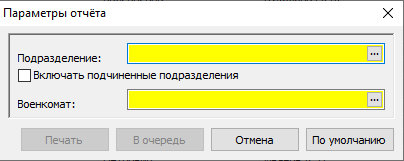 Параметры отчёта
Подразделение:
Включать подчиненные подразделения
Военкомат:
Печать В очередь Отмена По умолчанию